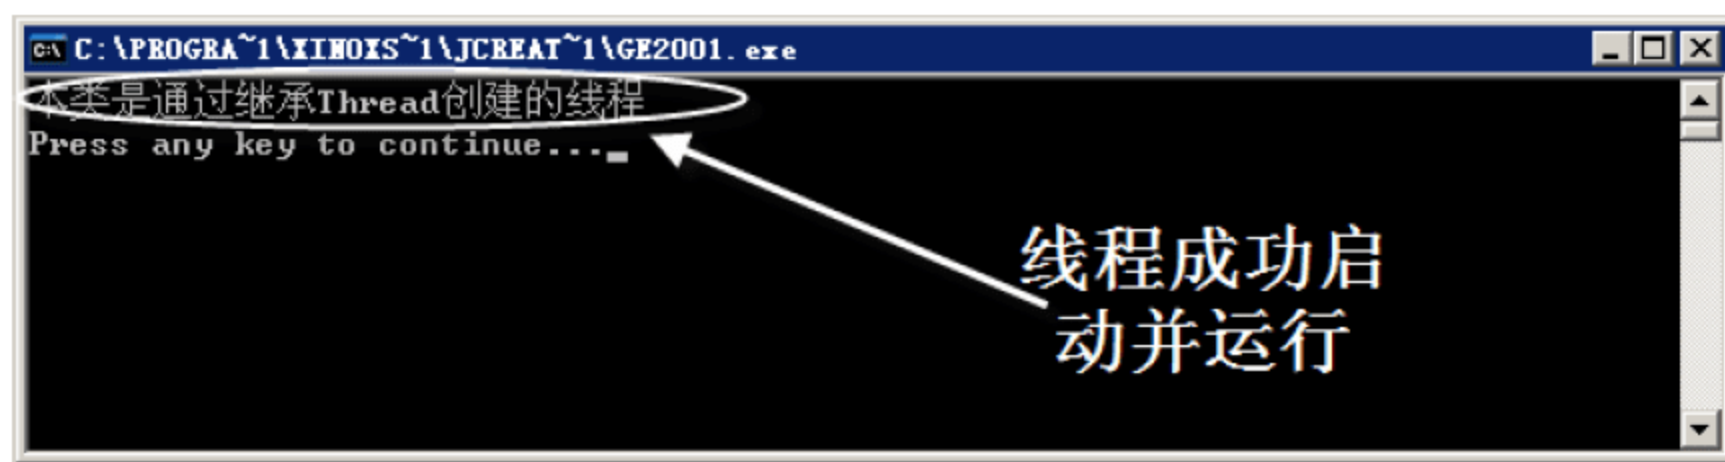 C:\PROGRA~1\XINOXS~1\JCREAT~1\GE2001.exe
本类是通过继承Thread创建的线程
Press any key to continue..._
线程成功启
动并运行